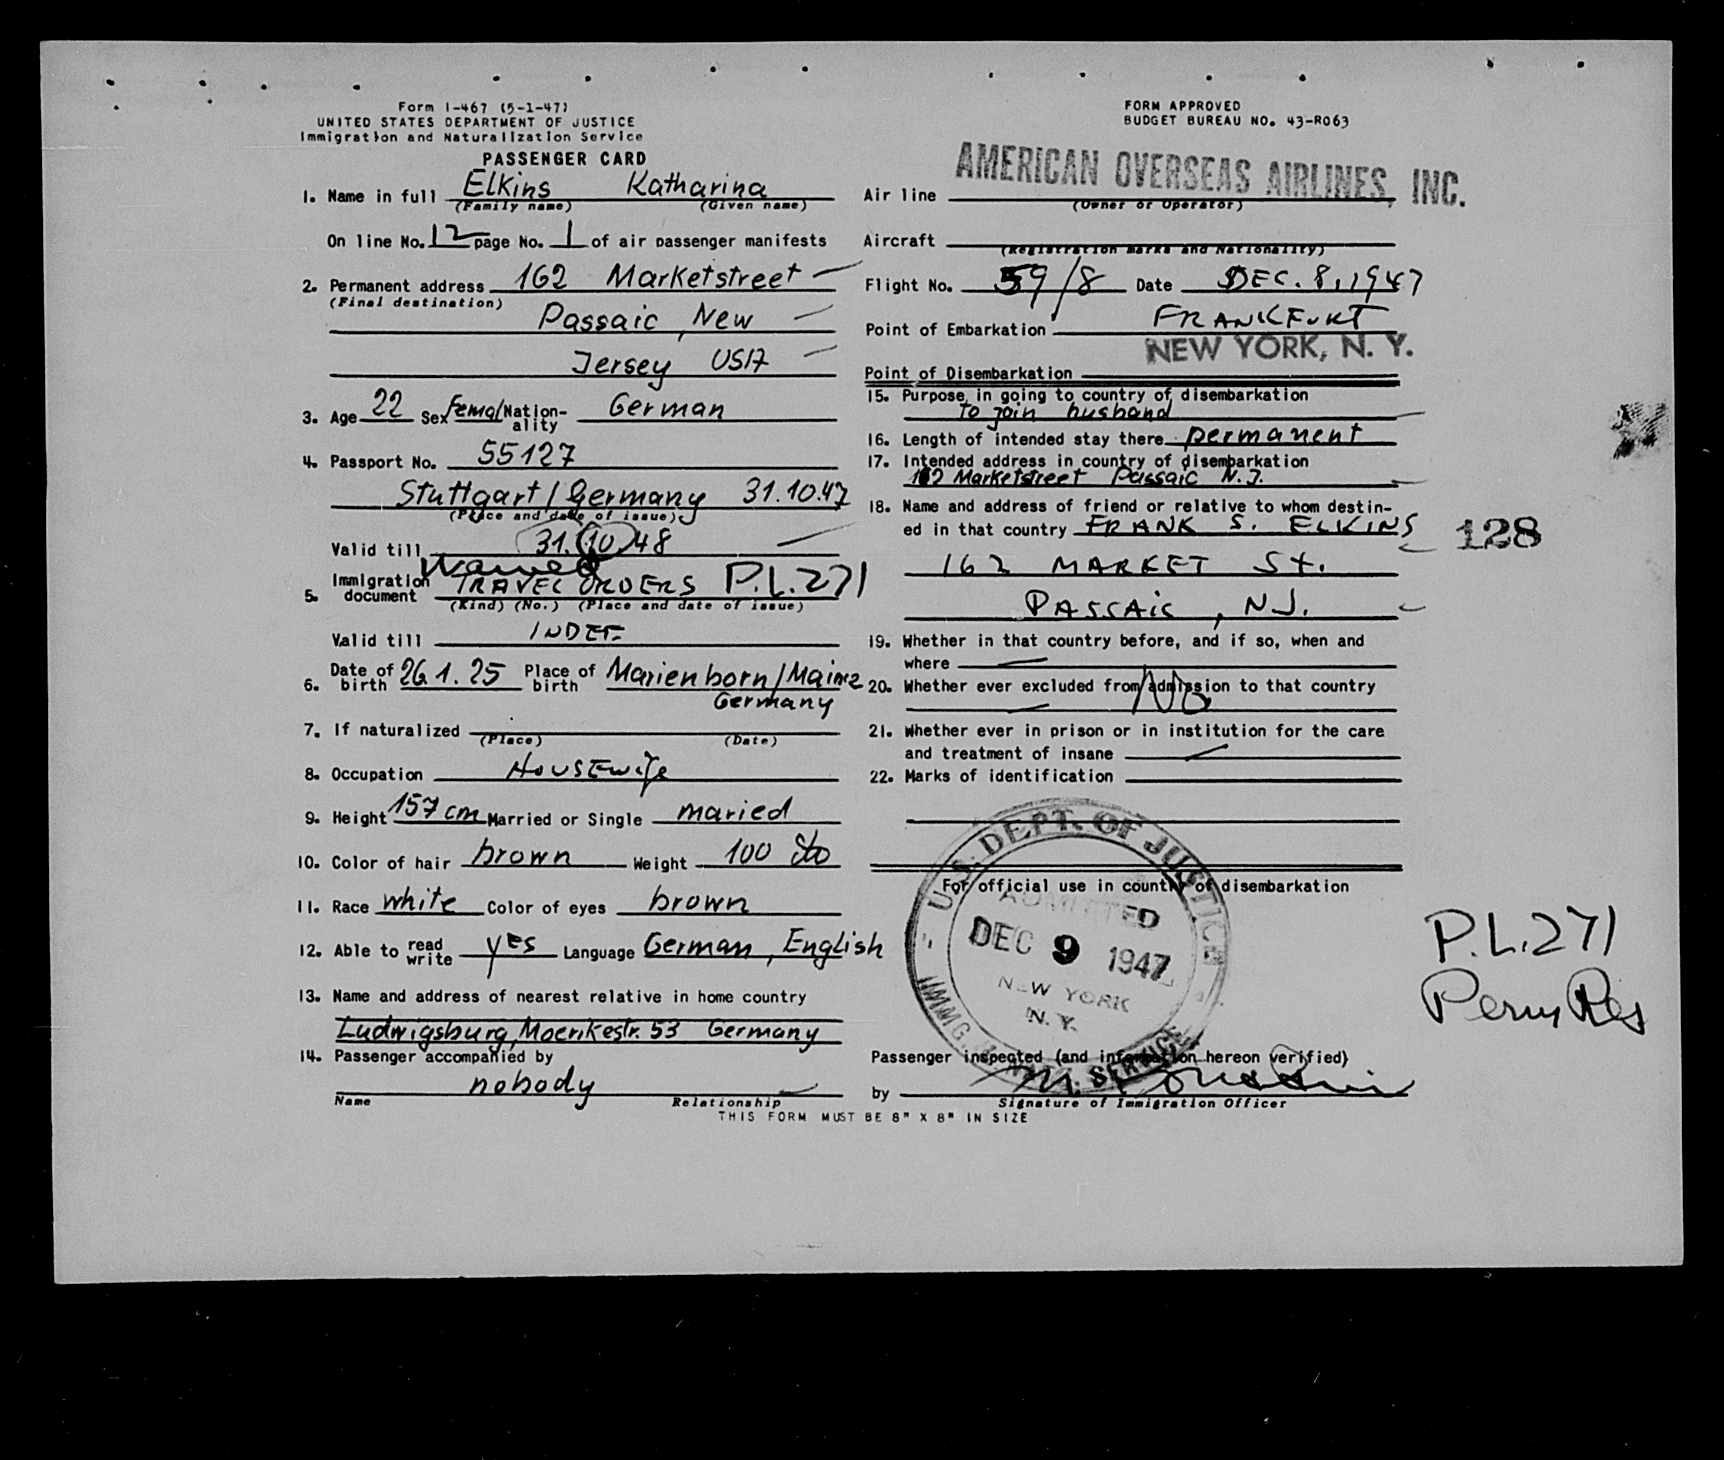 Form I-467 (5-1-47)
UNITED STATES DEPARTMENT OF JUSTICE
Immigration and Naturalization Service
PASSENGER CARD
1. Name in full Elkins Katharina
(Family name) (Given name)
On line No. 12 page No. 1 of air passenger manifests
2. Permanent address 162 Marketstreet
(Final destination)
Passaic, New
Jersey USA
3. Age 22 Sex Femal Nation-ality German
4. Passport No. 55127
Stuttgart/Germany 31.10.47
(Place and date of issue)
Valid till 31.10.48
Waived
5. Immigration document TRAVEL ORDERS P.L.271
(Kind) (No.) (Place and date of issue)
Valid till INDEF.
6. Date of birth 26.1.25 Place of birth Marienborn/Mainz
Germany
7. If naturalized
(Place) (Date)
8. Occupation Housewife
9. Height 157 cm Married or Single maried
10. Color of hair brown Weight 100
11. Race white Color of eyes brown
12. Able to read write yes Language German, English
13. Name and address of nearest relative in home country
Ludwigsburg, Moerikestr. 53 Germany
14. Passenger accompanied by
nobody
Name Relationship
FORM APPROVED
BUDGET BUREAU NO. 43-R063
AMERICAN OVERSEAS AIRLINES, INC.
Air line
(Owner or Operator)
Aircraft
(Registration marks and Nationality)
Flight No. 59/8 Date DEC. 8, 1947
Point of Embarkation FRANKFURT
NEW YORK, N. Y.
Point of Disembarkation
15. Purpose in going to country of disembarkation
to join husband
16. Length of intended stay there permanent
17. Intended address in country of disembarkation
162 Marketstreet Passaic N.J.
18. Name and address of friend or relative to whom destin-
ed in that country FRANK S. ELKINS
128
162 MARKET St.
PASSAIC, NJ.
19. Whether in that country before, and if so, when and
where
20. Whether ever excluded from admission to that country
No
21. Whether ever in prison or in institution for the care
and treatment of insane
22. Marks of identification
For official use in country of disembarkation
U.S. DEPT. OF JUSTICE
ADMITTED
DEC 9 1947
NEW YORK
N. Y.
IMMIG. SERVICE
P.L.271
Perm Res
Passenger inspected (and information hereon verified)
by
Signature of Immigration Officer
THIS FORM MUST BE 8" X 8" IN SIZE